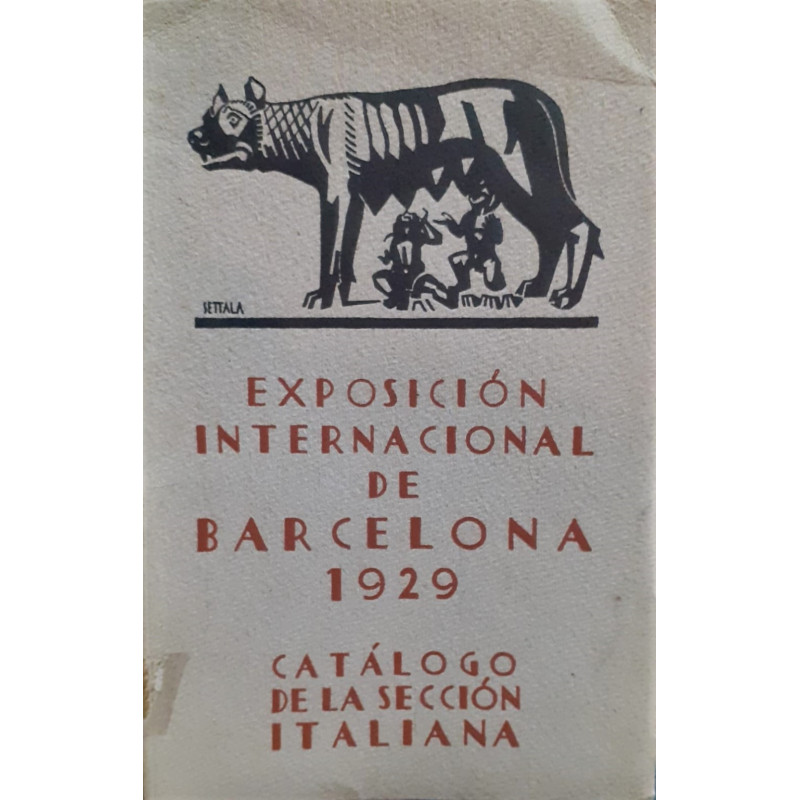 SETTALA
EXPOSICIÓN
INTERNACIONAL
DE
BARCELONA
1929
CATÁLOGO
DE LA SECCIÓN
ITALIANA